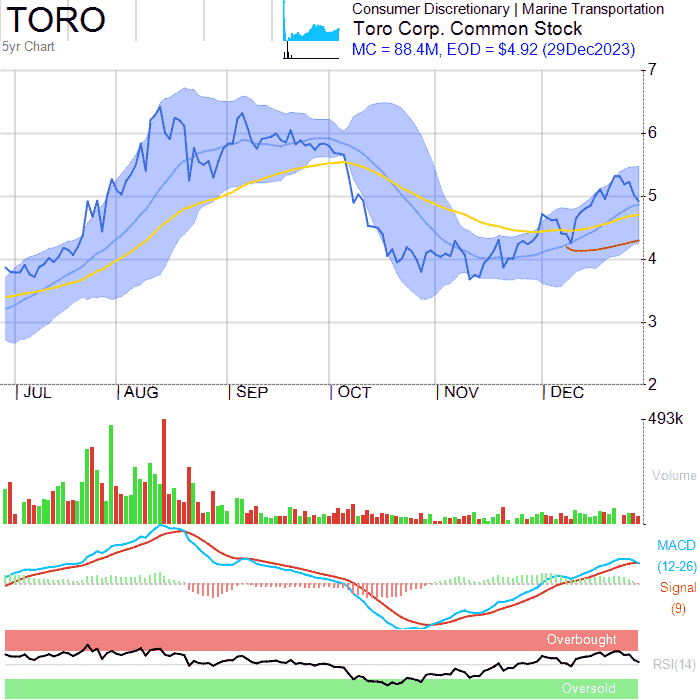 TORO
5yr Chart
Consumer Discretionary | Marine Transportation
Toro Corp. Common Stock
MC = 88.4M, EOD = $4.92 (29Dec2023)
7
6
5
4
3
2
JUL AUG SEP OCT NOV DEC
493k
Volume
MACD
(12-26)
Signal
(9)
Overbought
RSI(14)
Oversold